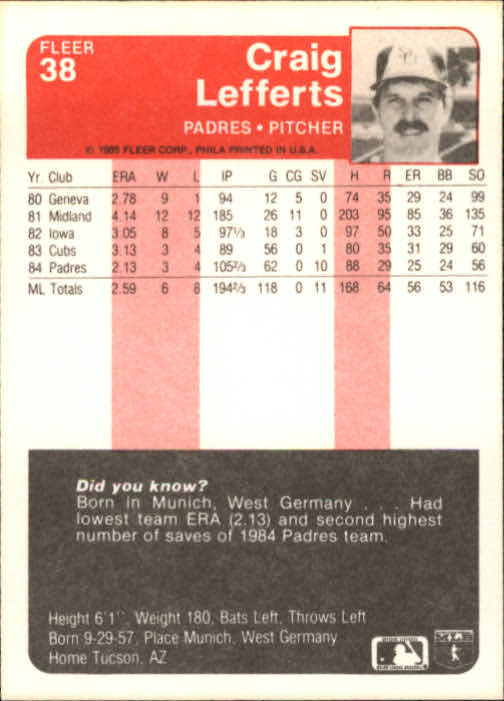 FLEER
38
Craig
Lefferts
PADRES • PITCHER
© 1985 FLEER CORP., PHILA PRINTED IN U.S.A.
Yr. Club ERA W L IP G CG SV H R ER BB SO
80 Geneva 2.78 9 1 94 12 5 0 74 35 29 24 99
81 Midland 4.14 12 12 185 26 11 0 203 95 85 36 135
82 Iowa 3.05 8 5 97⅓ 18 3 0 97 50 33 25 71
83 Cubs 3.13 3 4 89 56 0 1 80 35 31 29 60
84 Padres 2.13 3 4 105⅔ 62 0 10 88 29 25 24 56
ML Totals 2.59 6 8 194⅔ 118 0 11 168 64 56 53 116
Did you know?
Born in Munich, West Germany . . . Had
lowest team ERA (2.13) and second highest
number of saves of 1984 Padres team.
Height 6'1", Weight 180, Bats Left, Throws Left
Born 9-29-57, Place Munich, West Germany
Home Tucson, AZ